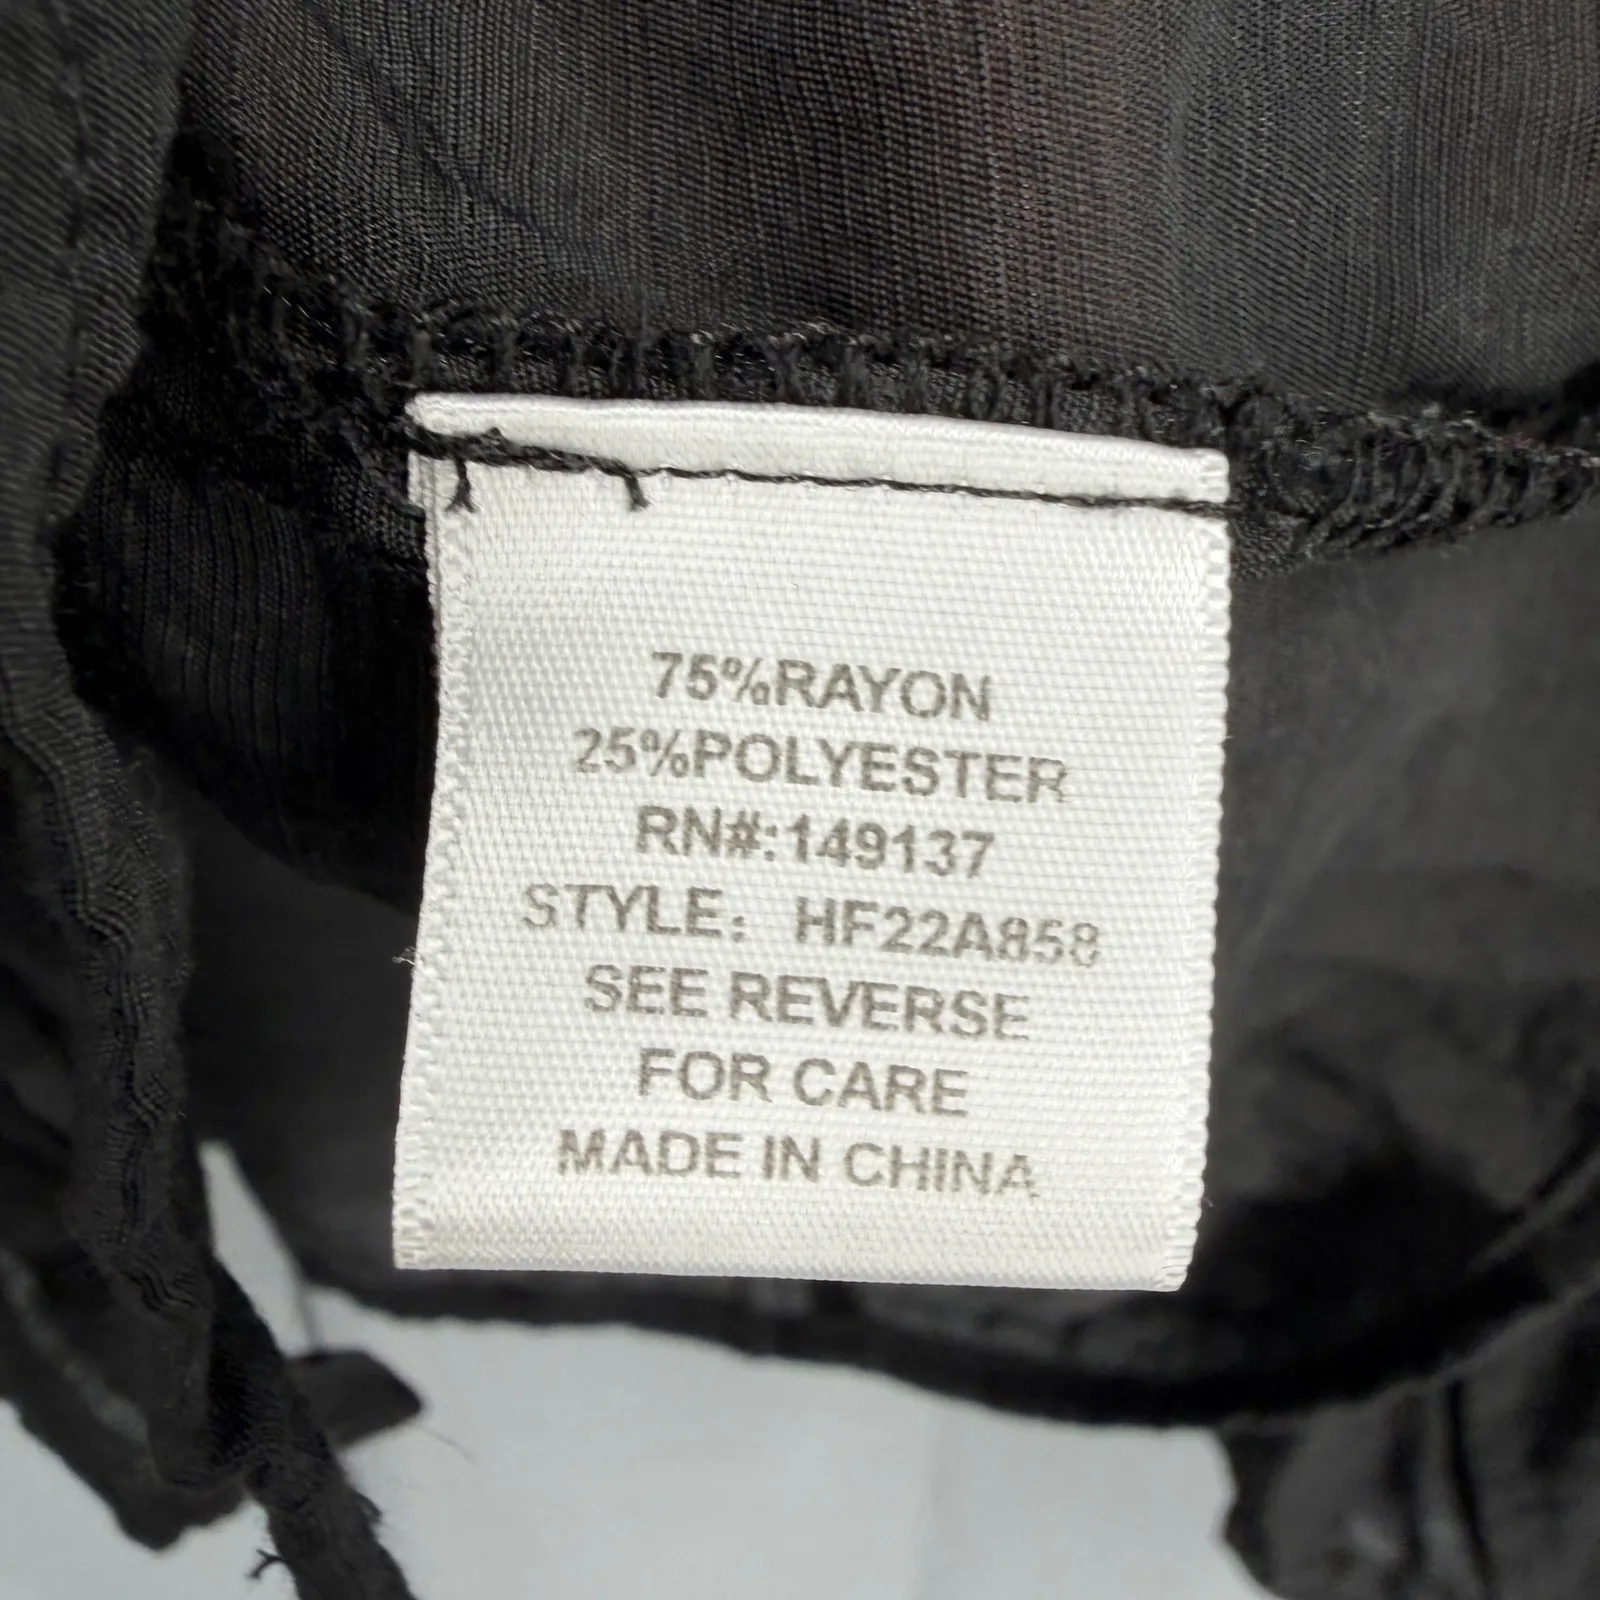 75%RAYON
25%POLYESTER
RN#:149137
STYLE: HF22A858
SEE REVERSE
FOR CARE
MADE IN CHINA